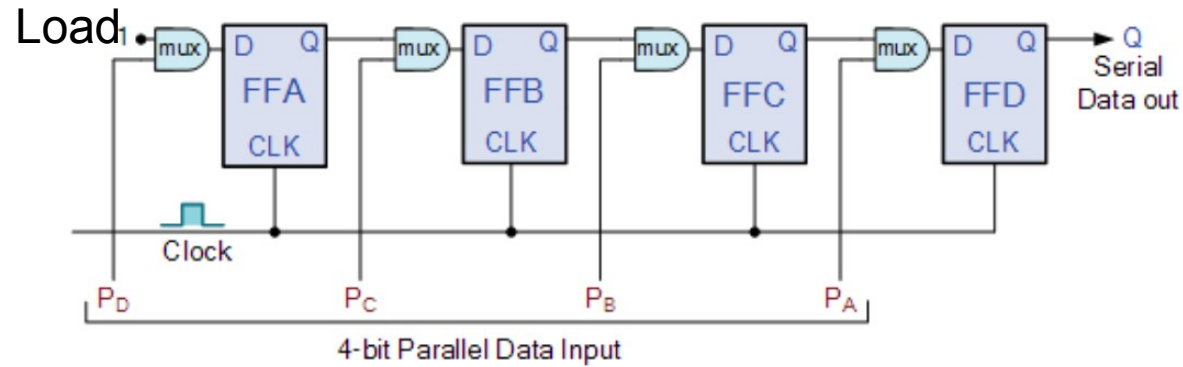 Load 1
mux D Q mux D Q mux D Q mux D Q Q
FFA FFB FFC FFD Serial
Data out
CLK CLK CLK CLK
Clock
PD PC PB PA
4-bit Parallel Data Input